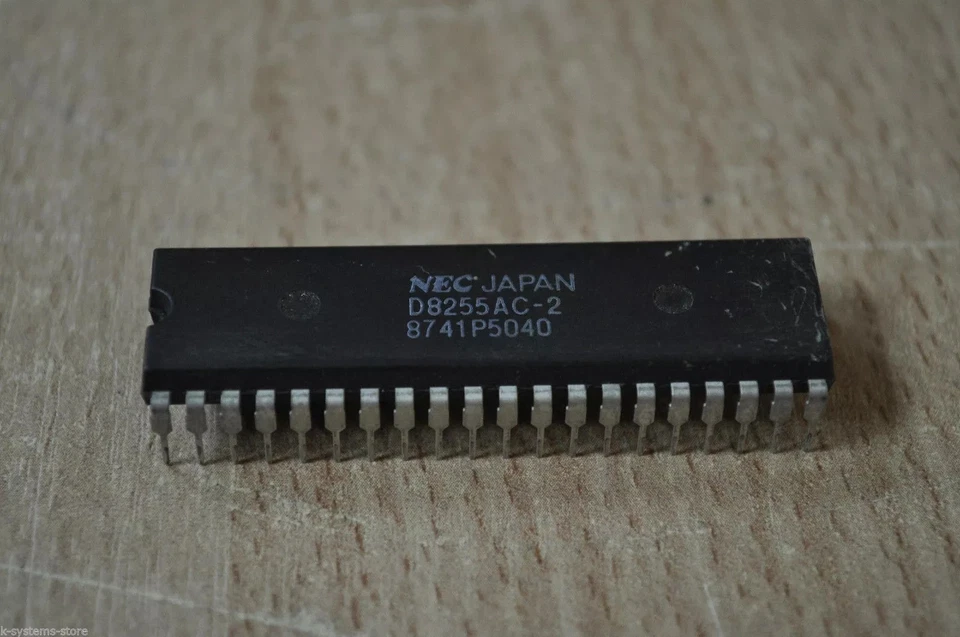 NEC JAPAN
D8255AC-2
8741P5040
k-systems-store